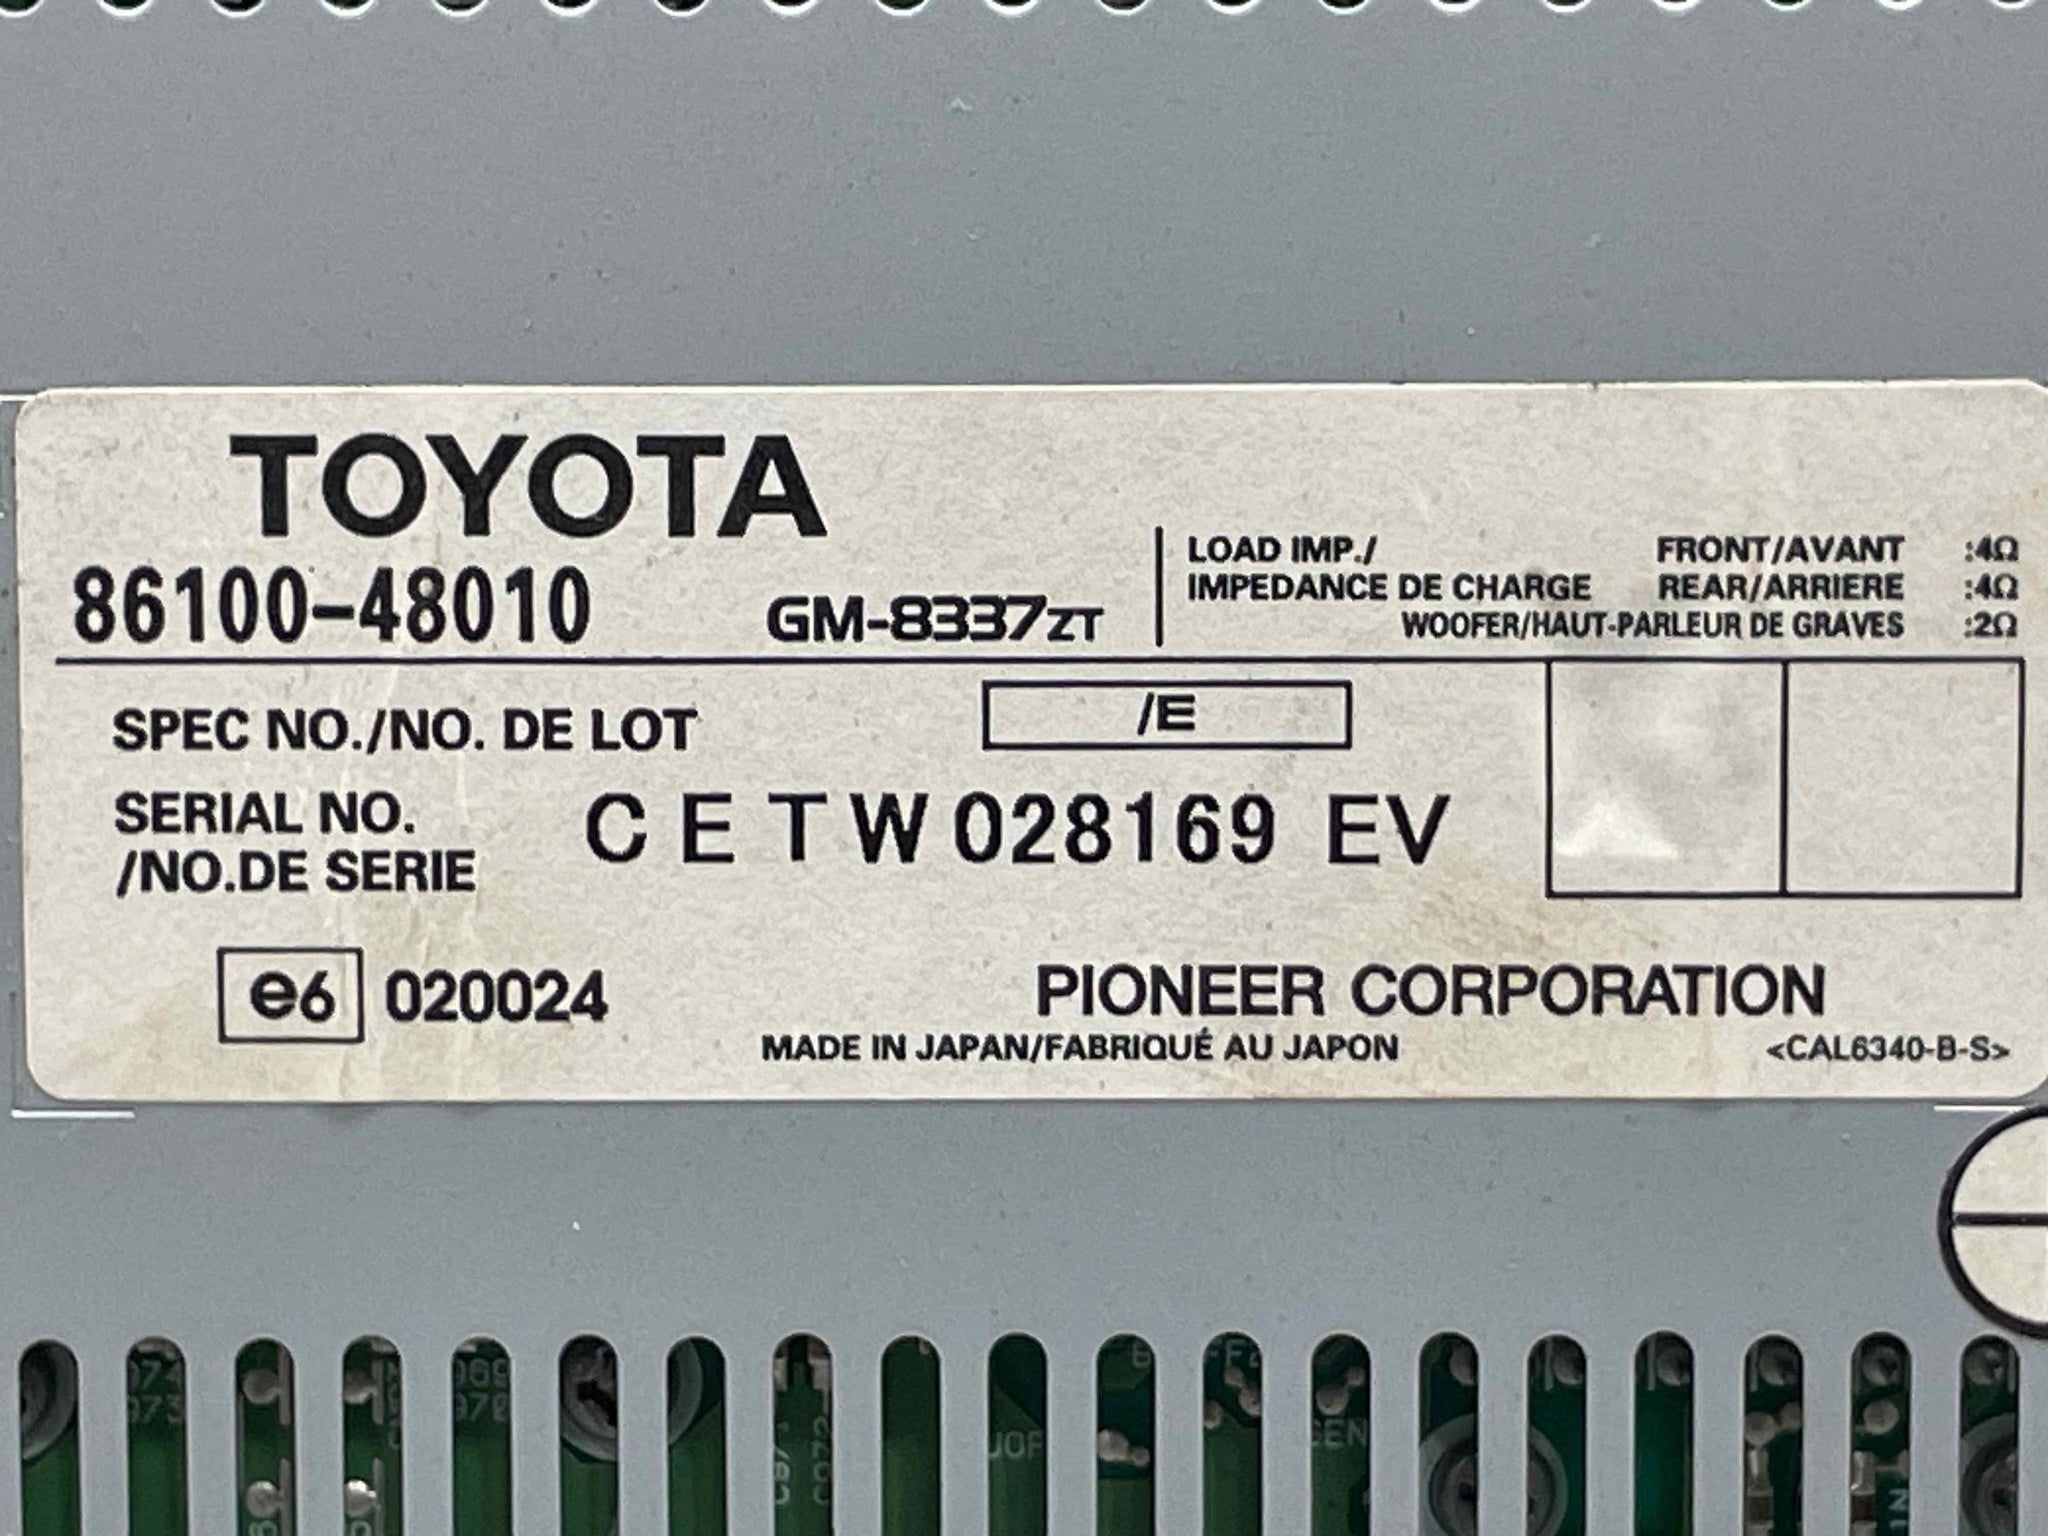 TOYOTA
86100-48010 GM-8337ZT
LOAD IMP./ FRONT/AVANT :4Ω
IMPEDANCE DE CHARGE REAR/ARRIERE :4Ω
WOOFER/HAUT-PARLEUR DE GRAVES :2Ω
SPEC NO./NO. DE LOT /E
SERIAL NO.
/NO.DE SERIE CETW028169 EV
e6 020024
PIONEER CORPORATION
MADE IN JAPAN/FABRIQUÉ AU JAPON <CAL6340-B-S>